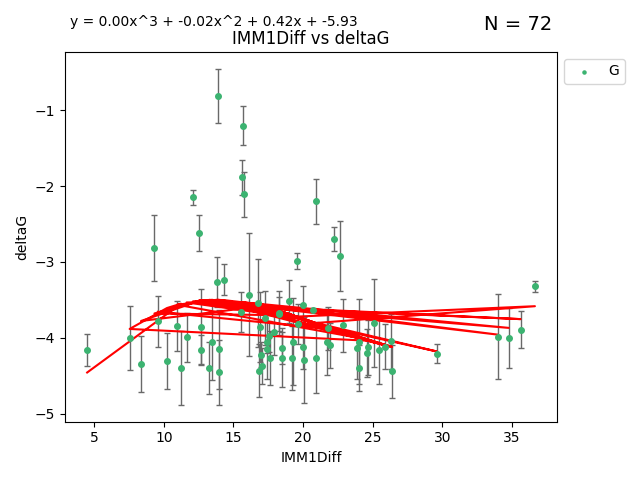 y = 0.00x^3 + -0.02x^2 + 0.42x + -5.93
N = 72
IMM1Diff vs deltaG
G
−1
−2
−3
−4
−5
deltaG
5 10 15 20 25 30 35
IMM1Diff